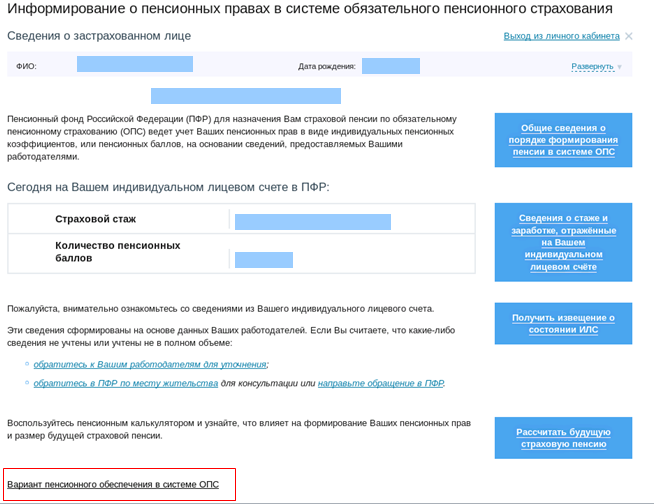 Информирование о пенсионных правах в системе обязательного пенсионного страхования
Сведения о застрахованном лице
Выход из личного кабинета
ФИО:
Дата рождения:
Развернуть
Пенсионный фонд Российской Федерации (ПФР) для назначения Вам страховой пенсии по обязательному
пенсионному страхованию (ОПС) ведет учет Ваших пенсионных прав в виде индивидуальных пенсионных
коэффициентов, или пенсионных баллов, на основании сведений, предоставляемых Вашими
работодателями.
Общие сведения о
порядке формирования
пенсии в системе ОПС
Сегодня на Вашем индивидуальном лицевом счете в ПФР:
Страховой стаж
Количество пенсионных
баллов
Сведения о стаже и
заработке, отражённые
на Вашем
индивидуальном
лицевом счёте
Пожалуйста, внимательно ознакомьтесь со сведениями из Вашего индивидуального лицевого счета.
Эти сведения сформированы на основе данных Ваших работодателей. Если Вы считаете, что какие-либо
сведения не учтены или учтены не в полном объеме:
обратитесь к Вашим работодателям для уточнения;
обратитесь в ПФР по месту жительства для консультации или направьте обращение в ПФР.
Получить извещение о
состоянии ИЛС
Воспользуйтесь пенсионным калькулятором и узнайте, что влияет на формирование Ваших пенсионных прав
и размер будущей страховой пенсии.
Рассчитать будущую
страховую пенсию
Вариант пенсионного обеспечения в системе ОПС